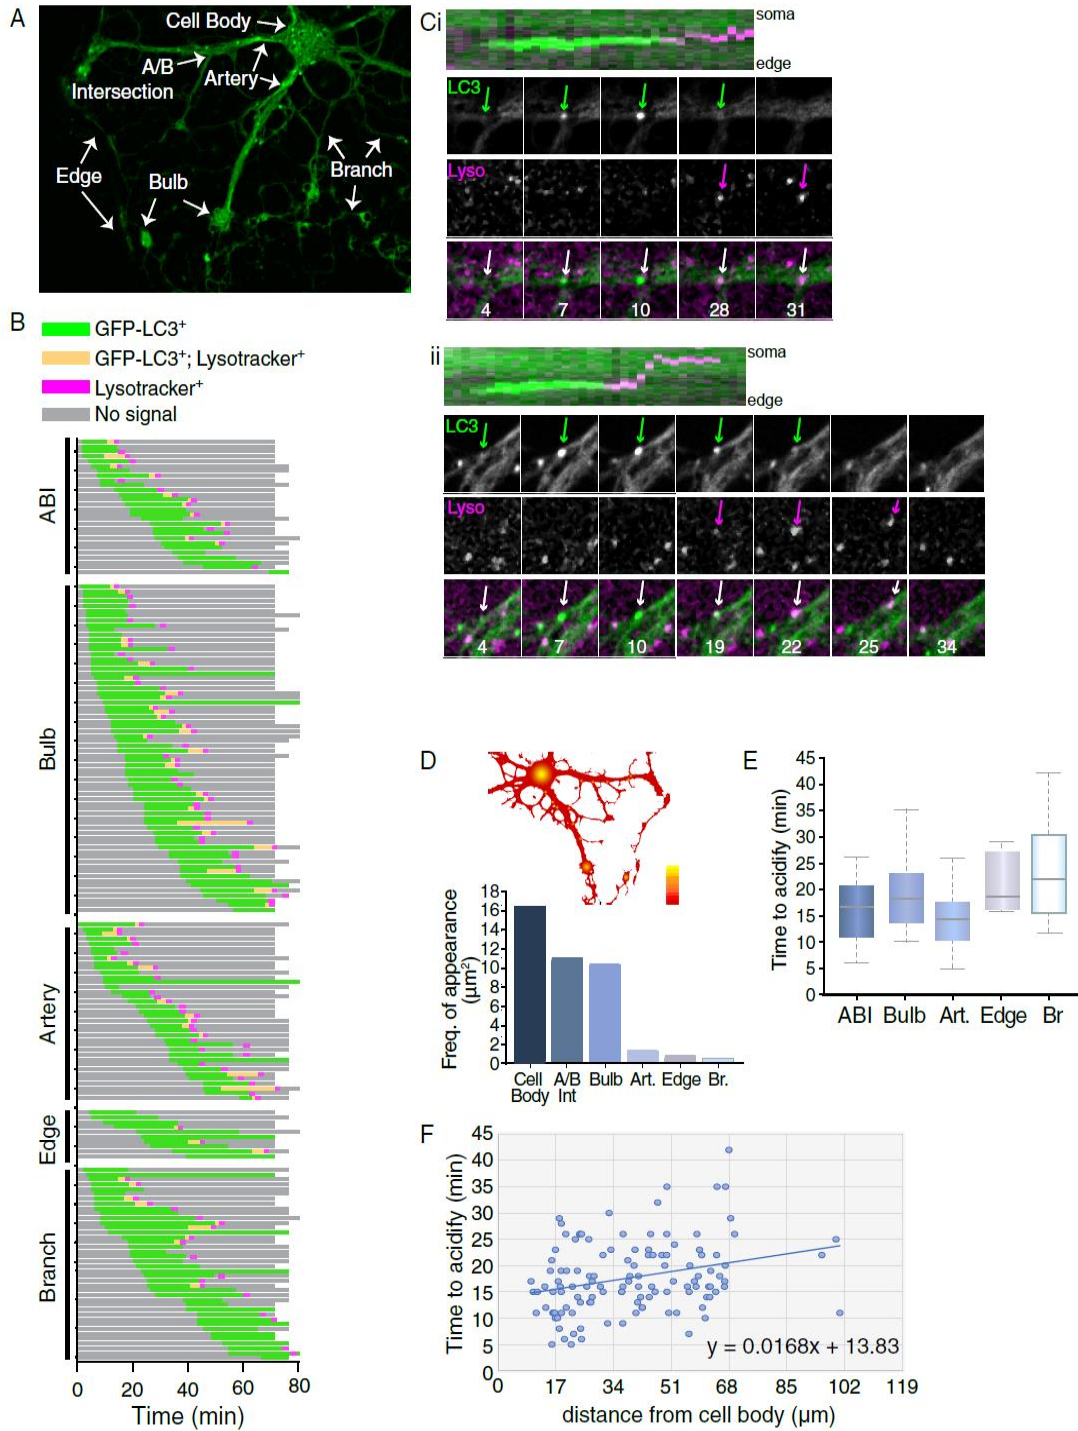 A
Cell Body
A/B
Intersection
Artery
Edge
Bulb
Branch
B
GFP-LC3+
GFP-LC3+; Lysotracker+
Lysotracker+
No signal
ABI
Bulb
Artery
Edge
Branch
0 20 40 60 80
Time (min)
Ci
soma
edge
LC3
Lyso
4 7 10 28 31
ii
soma
edge
LC3
Lyso
4 7 10 19 22 25 34
D
Freq. of appearance
(µm2)
18
16
14
12
10
8
6
4
2
0
Cell
Body
A/B
Int
Bulb
Art.
Edge
Br.
E
Time to acidify (min)
45
40
35
30
25
20
15
10
5
0
ABI Bulb Art. Edge Br
F
Time to acidify (min)
45
40
35
30
25
20
15
10
5
0
y = 0.0168x + 13.83
0 17 34 51 68 85 102 119
distance from cell body (µm)